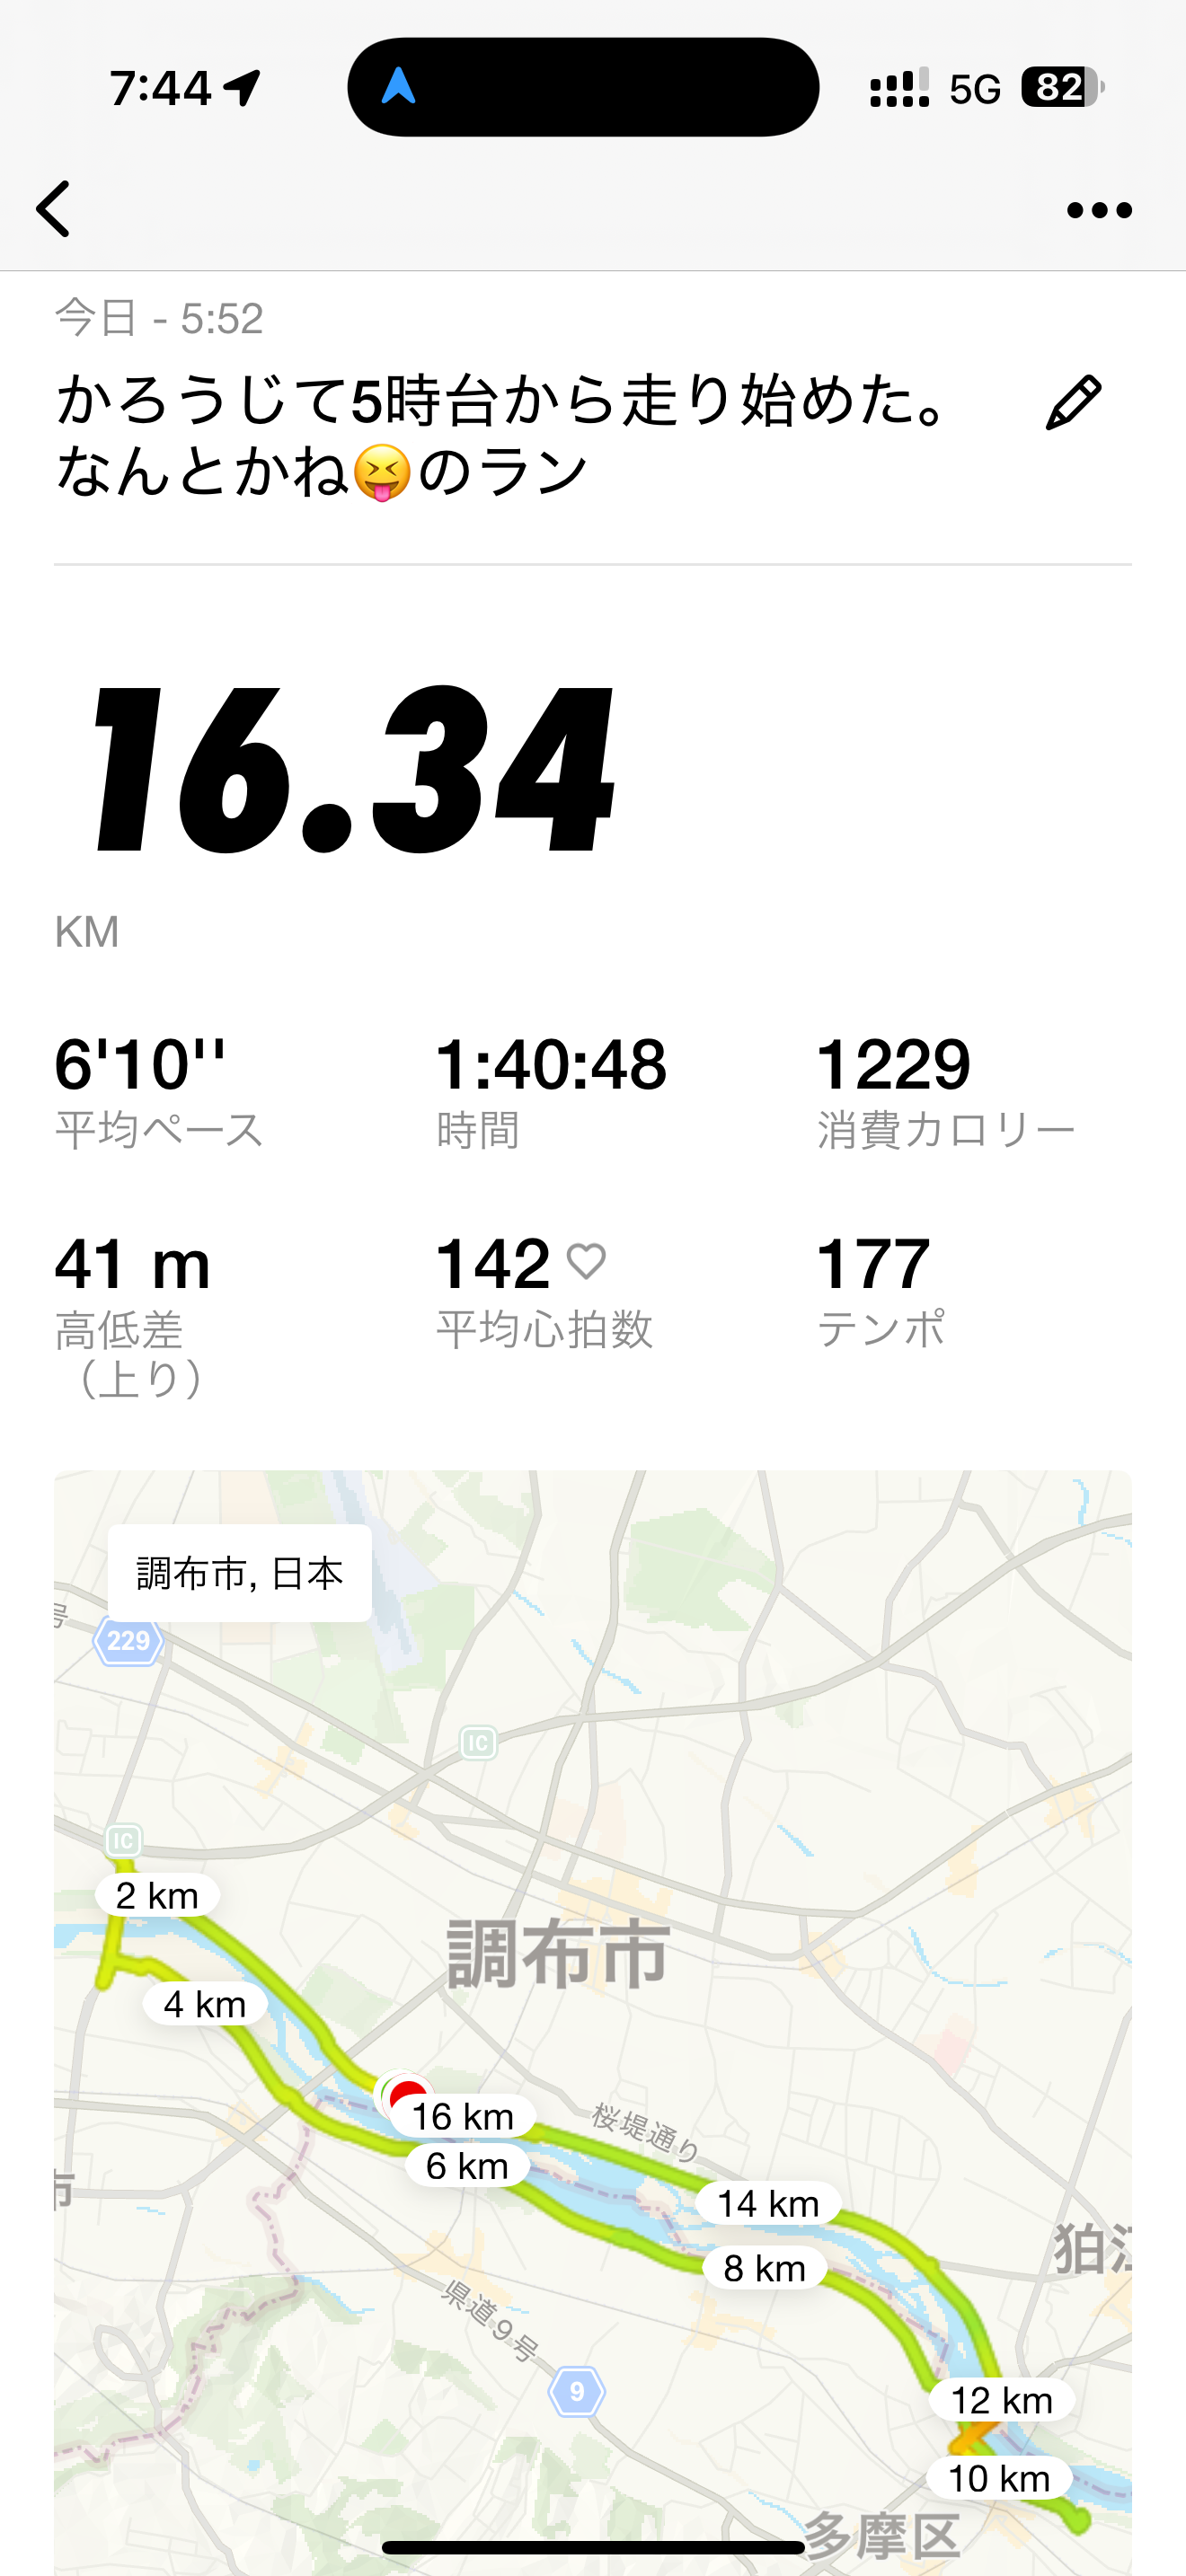 7:44
5G
82
今日 - 5:52
かろうじて5時台から走り始めた。
なんとかね😝のラン
16.34
KM
6'10''
1:40:48
1229
平均ペース
時間
消費カロリー
41 m
142
177
高低差
（上り）
平均心拍数
テンポ
調布市, 日本
号
229
IC
IC
2 km
調布市
4 km
16 km
桜堤通り
6 km
市
14 km
8 km
狛江
県道9号
9
12 km
10 km
多摩区